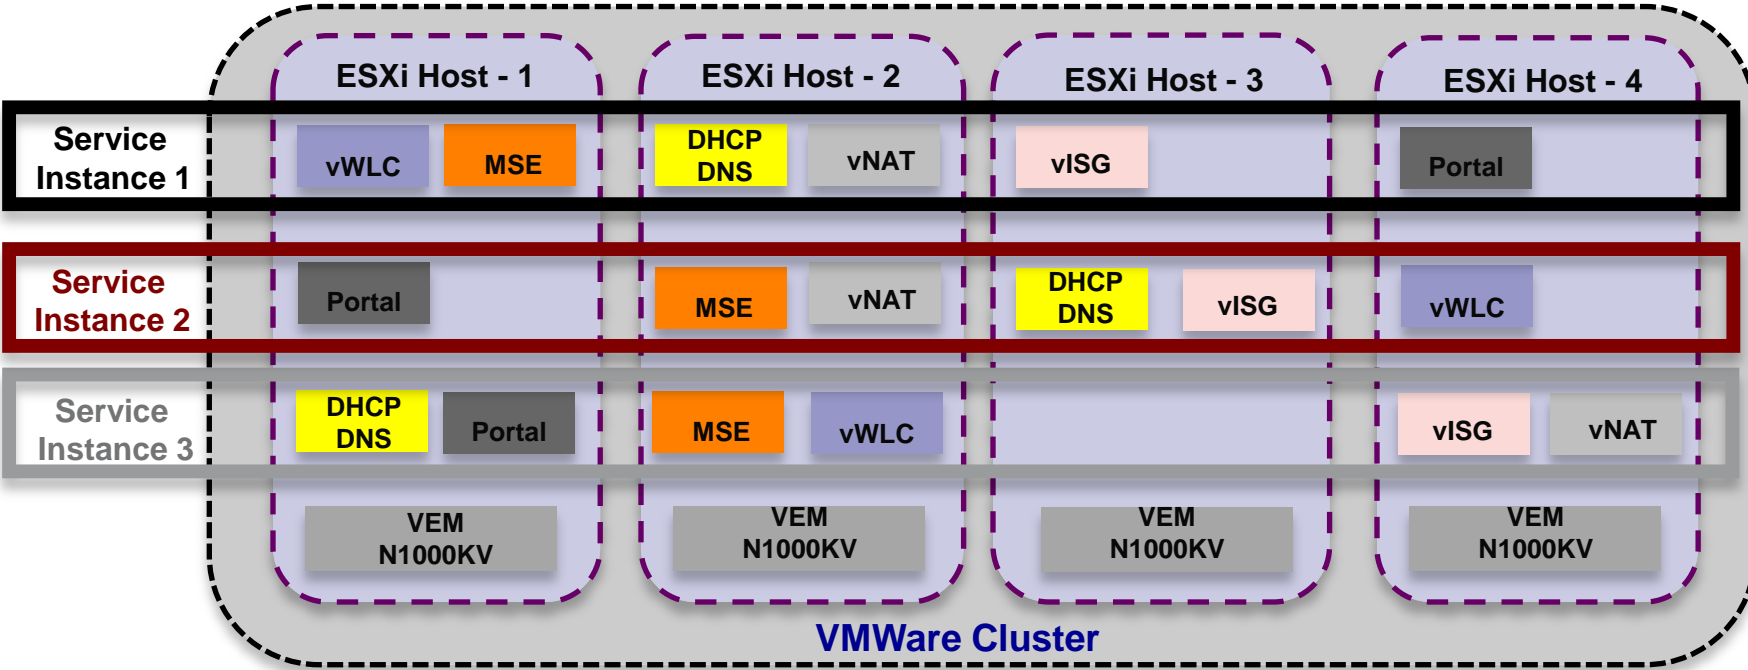 ESXi Host - 1
ESXi Host - 2
ESXi Host - 3
ESXi Host - 4
Service
Instance 1
vWLC
MSE
DHCP
DNS
vNAT
vISG
Portal
Service
Instance 2
Portal
MSE
vNAT
DHCP
DNS
vISG
vWLC
Service
Instance 3
DHCP
DNS
Portal
MSE
vWLC
vISG
vNAT
VEM
N1000KV
VEM
N1000KV
VEM
N1000KV
VEM
N1000KV
VMWare Cluster